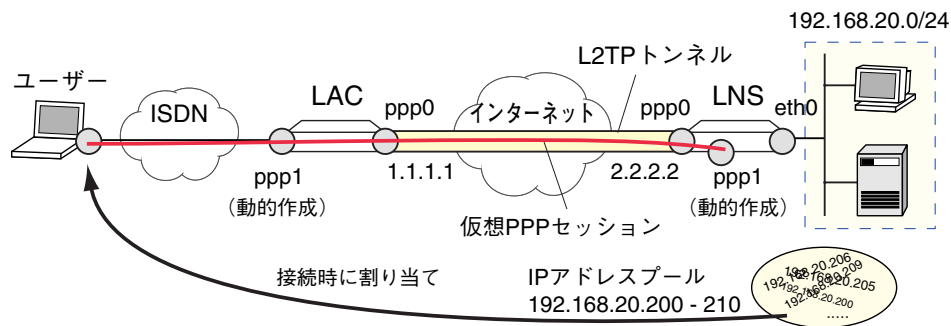 192.168.20.0/24
L2TPトンネル
ユーザー
ISDN
LAC
ppp0
インターネット
ppp0
LNS
eth0
ppp1
（動的作成）
1.1.1.1
2.2.2.2
ppp1
（動的作成）
仮想PPPセッション
接続時に割り当て
IPアドレスプール
192.168.20.200 - 210
192.168.20.206
192.168.20.209
192.168.20.205
192.168.20.200
.....